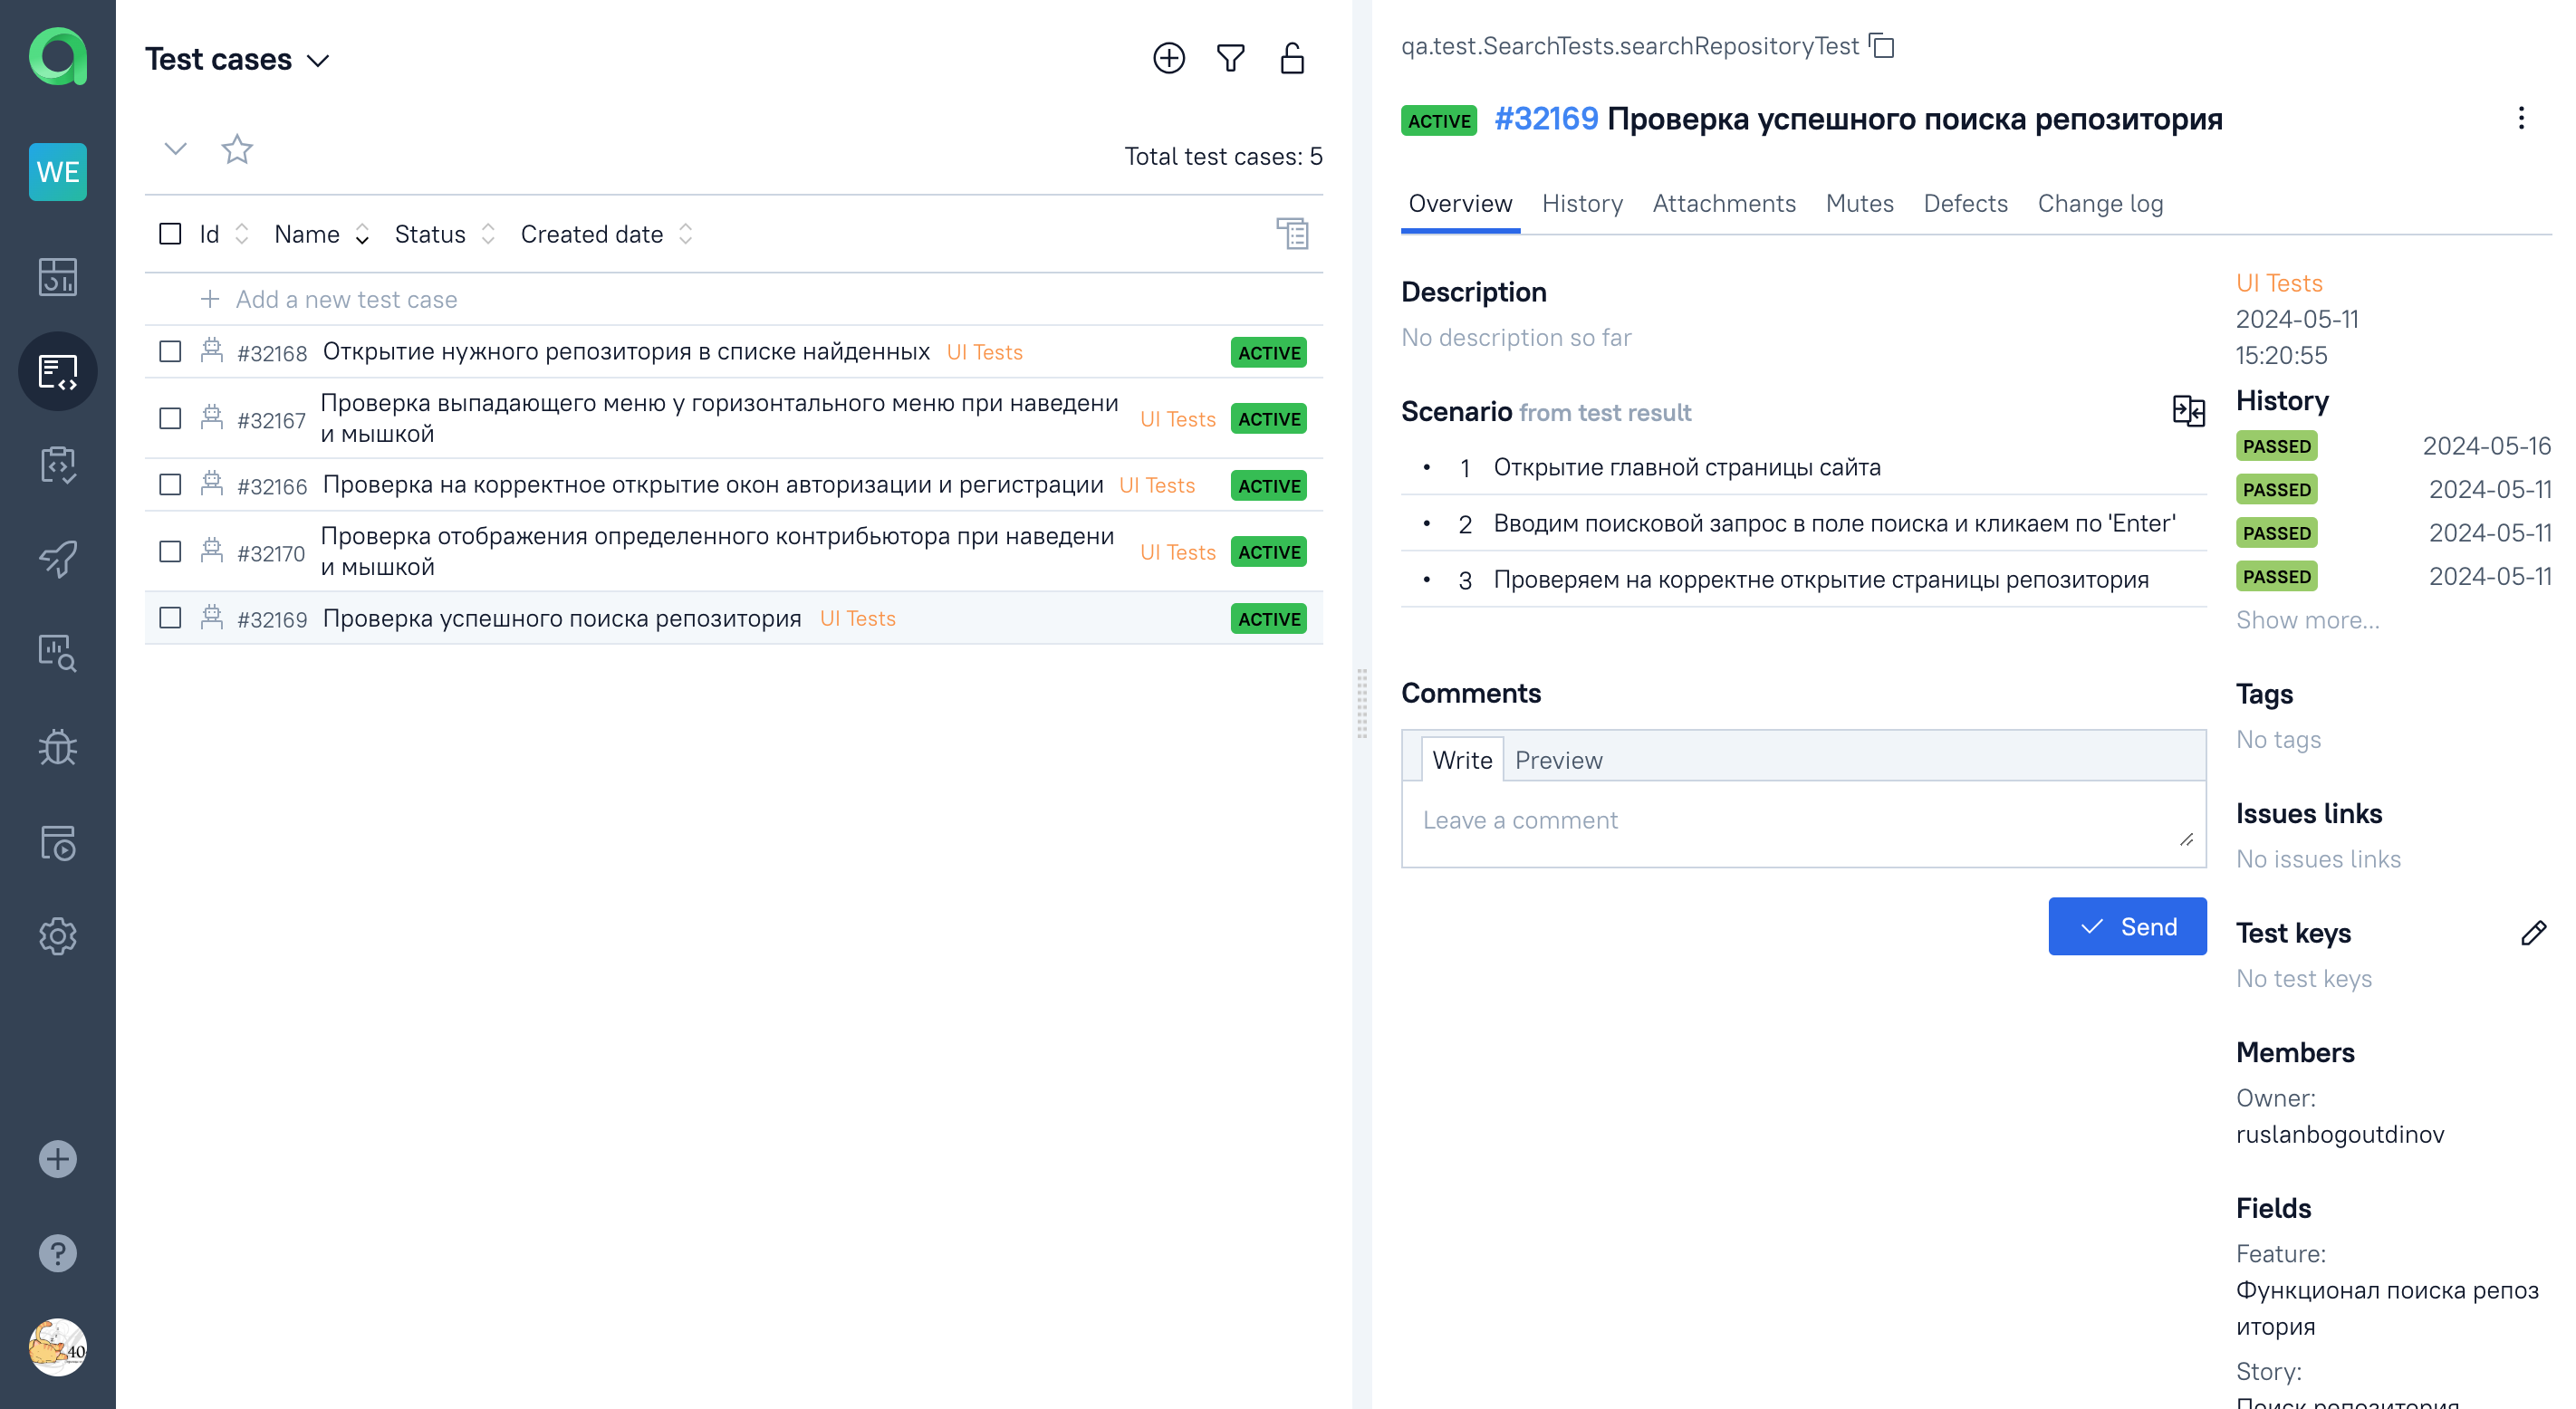 WE
Test cases
Total test cases: 5
Id Name Status Created date
Add a new test case
#32168 Открытие нужного репозитория в списке найденных UI Tests ACTIVE
#32167 Проверка выпадающего меню у горизонтального меню при наведени
и мышкой UI Tests ACTIVE
#32166 Проверка на корректное открытие окон авторизации и регистрации UI Tests ACTIVE
#32170 Проверка отображения определенного контрибьютора при наведени
и мышкой UI Tests ACTIVE
#32169 Проверка успешного поиска репозитория UI Tests ACTIVE
qa.test.SearchTests.searchRepositoryTest
ACTIVE #32169 Проверка успешного поиска репозитория
Overview History Attachments Mutes Defects Change log
Description
No description so far
Scenario from test result
• 1 Открытие главной страницы сайта
• 2 Вводим поисковой запрос в поле поиска и кликаем по 'Enter'
• 3 Проверяем на корректне открытие страницы репозитория
Comments
Write Preview
Leave a comment
Send
UI Tests
2024-05-11
15:20:55
History
PASSED 2024-05-16
PASSED 2024-05-11
PASSED 2024-05-11
PASSED 2024-05-11
Show more...
Tags
No tags
Issues links
No issues links
Test keys
No test keys
Members
Owner:
ruslanbogoutdinov
Fields
Feature:
Функционал поиска репоз
итория
Story:
Поиск репозитория